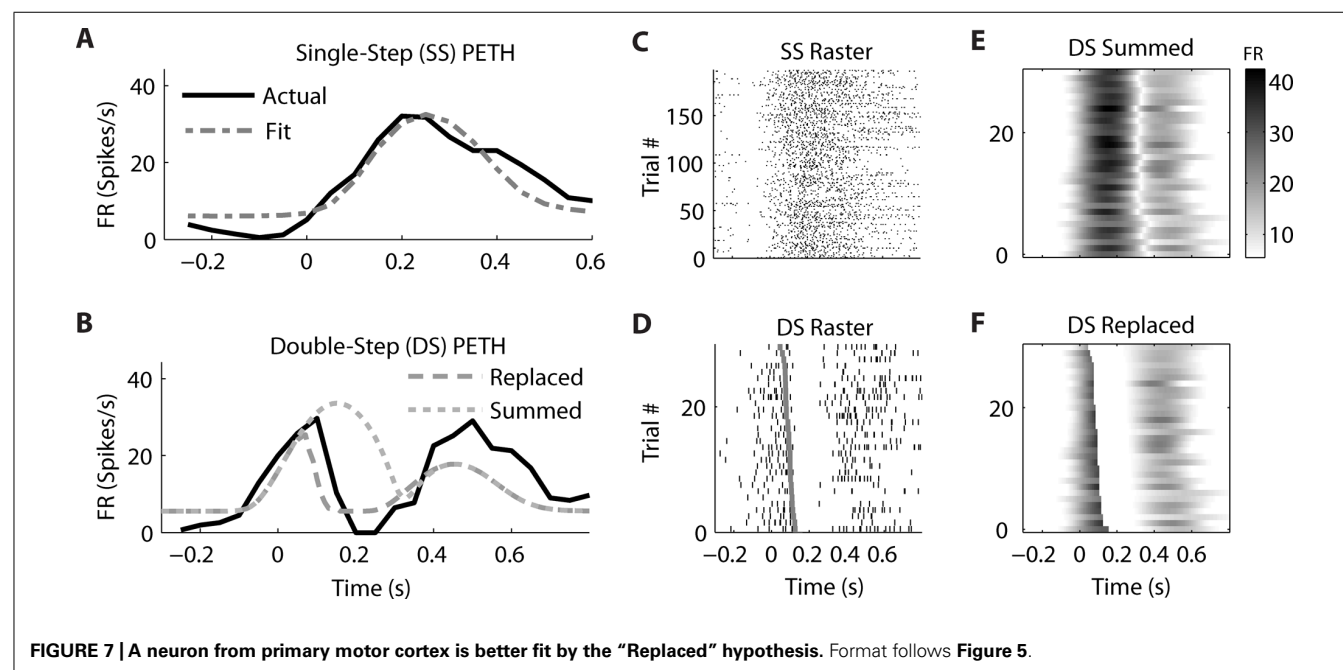 A
Single-Step (SS) PETH
FR (Spikes/s)
40
20
0
Actual
Fit
−0.2 0 0.2 0.4 0.6
B
Double-Step (DS) PETH
FR (Spikes/s)
40
20
0
Replaced
Summed
−0.2 0 0.2 0.4 0.6
Time (s)
C
SS Raster
Trial #
150
100
50
0
D
DS Raster
Trial #
20
0
−0.2 0 0.2 0.4 0.6
Time (s)
E
DS Summed
20
0
FR
40
30
20
10
F
DS Replaced
20
0
−0.2 0 0.2 0.4 0.6
Time (s)
FIGURE 7 | A neuron from primary motor cortex is better fit by the “Replaced” hypothesis. Format follows Figure 5.